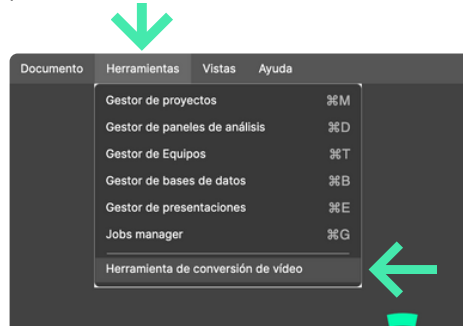 Documento Herramientas Vistas Ayuda
Gestor de proyectos ⌘M
Gestor de paneles de análisis ⌘D
Gestor de Equipos ⌘T
Gestor de bases de datos ⌘B
Gestor de presentaciones ⌘E
Jobs manager ⌘G
Herramienta de conversión de vídeo